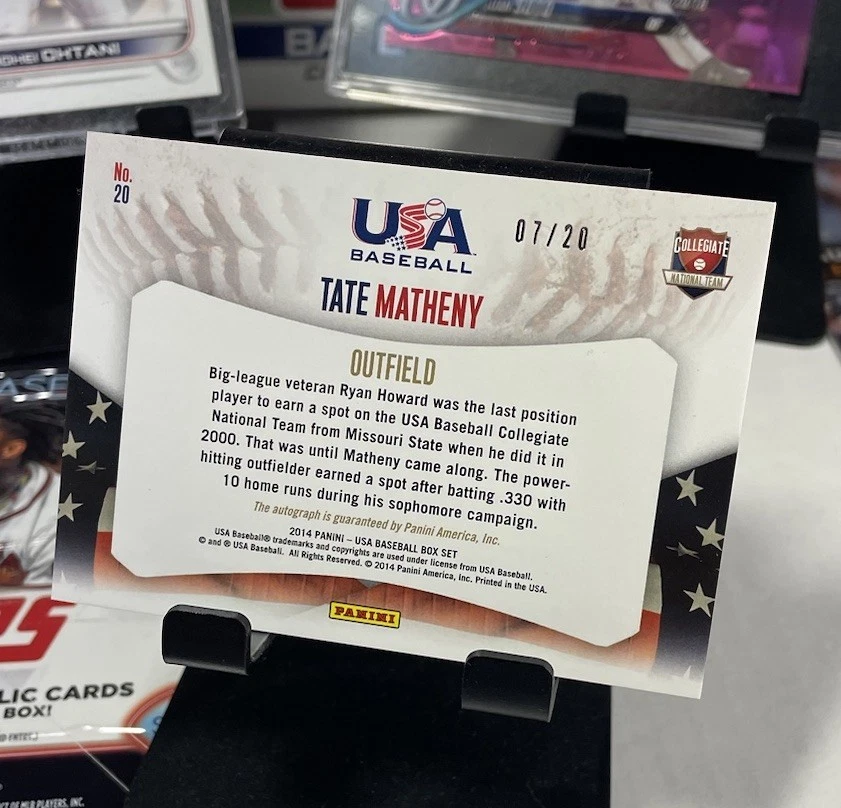 OHTANI
No.
20
USA
BASEBALL
07/20
COLLEGIATE
NATIONAL TEAM
TATE MATHENY
OUTFIELD
Big-league veteran Ryan Howard was the last position
player to earn a spot on the USA Baseball Collegiate
National Team from Missouri State when he did it in
2000. That was until Matheny came along. The power-
hitting outfielder earned a spot after batting .330 with
10 home runs during his sophomore campaign.
The autograph is guaranteed by Panini America, Inc.
2014 PANINI – USA BASEBALL BOX SET
USA Baseball® trademarks and copyrights are used under license from USA Baseball.
© and ® USA Baseball. All Rights Reserved. © 2014 Panini America, Inc. Printed in the USA.
PANINI
LIC CARDS
BOX!
CT OF MLB PLAYERS, INC.